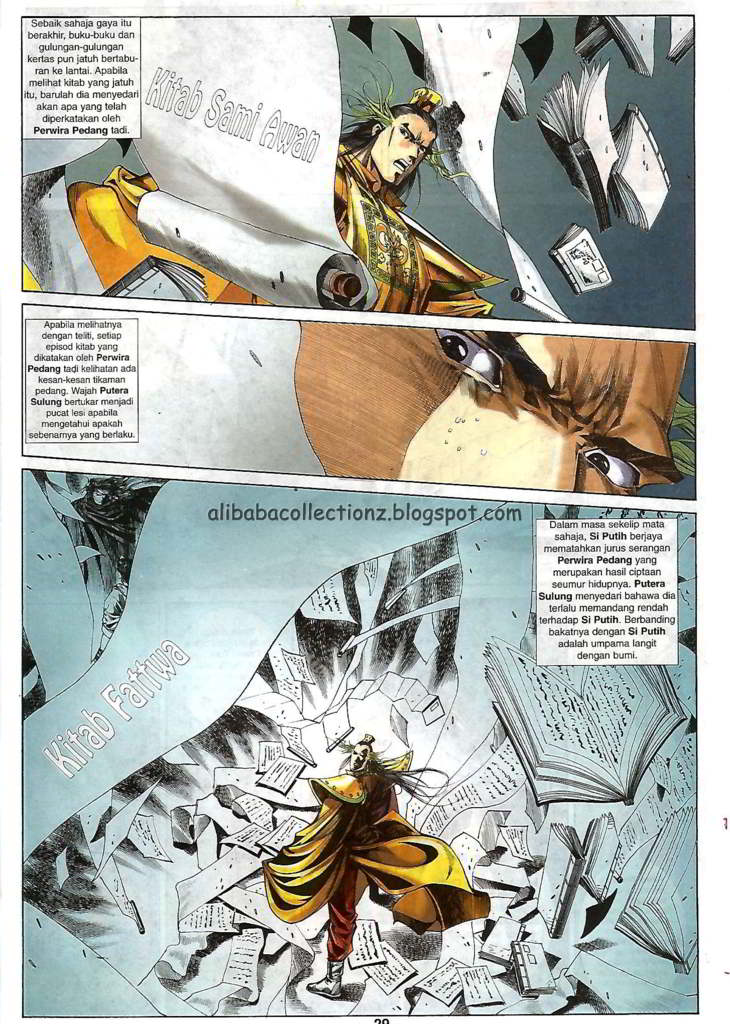 Sebaik sahaja gaya itu
berakhir, buku-buku dan
gulungan-gulungan
kertas pun jatuh bertabu-
ran ke lantai. Apabila
melihat kitab yang jatuh
itu, barulah dia menyedari
akan apa yang telah
diperkatakan oleh
Perwira Pedang tadi.
Kitab Sami Awan
Apabila melihatnya
dengan teliti, setiap
episod kitab yang
dikatakan oleh Perwira
Pedang tadi kelihatan ada
kesan-kesan tikaman
pedang. Wajah Putera
Sulung bertukar menjadi
pucat lesi apabila
mengetahui apakah
sebenarnya yang berlaku.
alibabacollectionz.blogspot.com
Dalam masa sekelip mata
sahaja, Si Putih berjaya
mematahkan jurus serangan
Perwira Pedang yang
merupakan hasil ciptaan
seumur hidupnya. Putera
Sulung menyedari bahawa dia
terlalu memandang rendah
terhadap Si Putih. Berbanding
bakatnya dengan Si Putih
adalah umpama langit
dengan bumi.
Kitab Fattwa
29